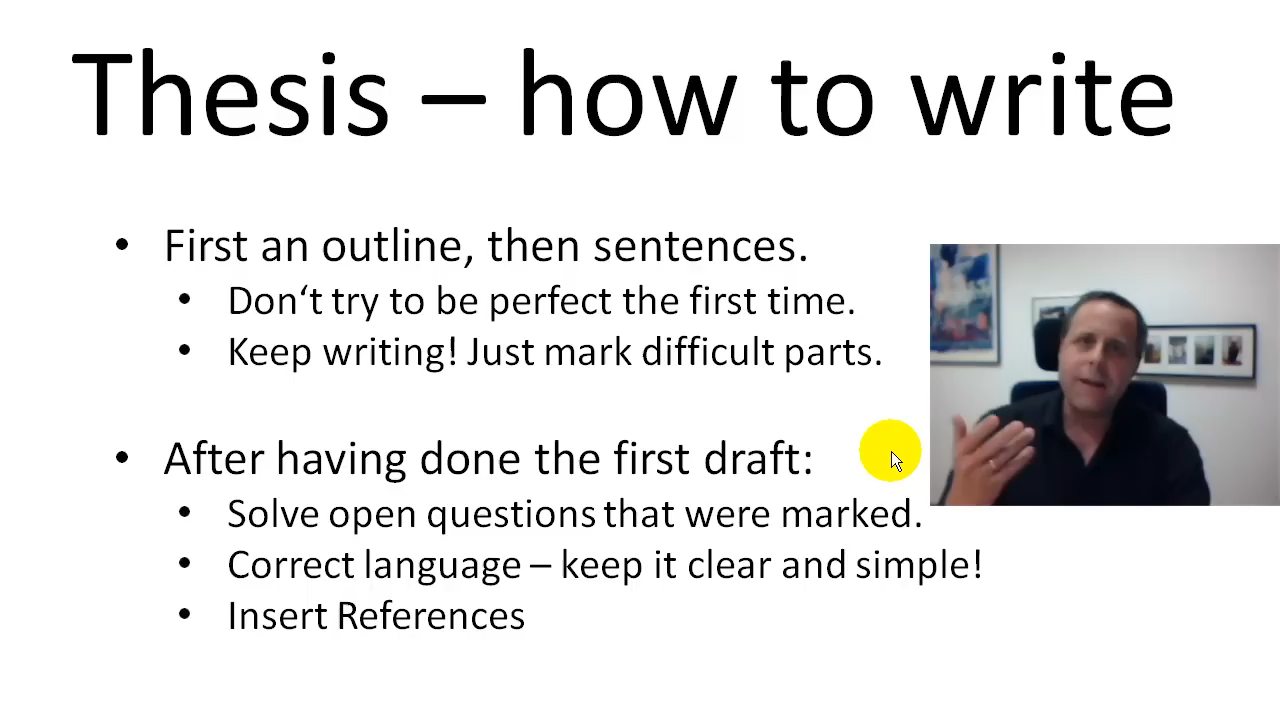 Thesis – how to write
• First an outline, then sentences.
• Don‘t try to be perfect the first time.
• Keep writing! Just mark difficult parts.
• After having done the first draft:
• Solve open questions that were marked.
• Correct language – keep it clear and simple!
• Insert References